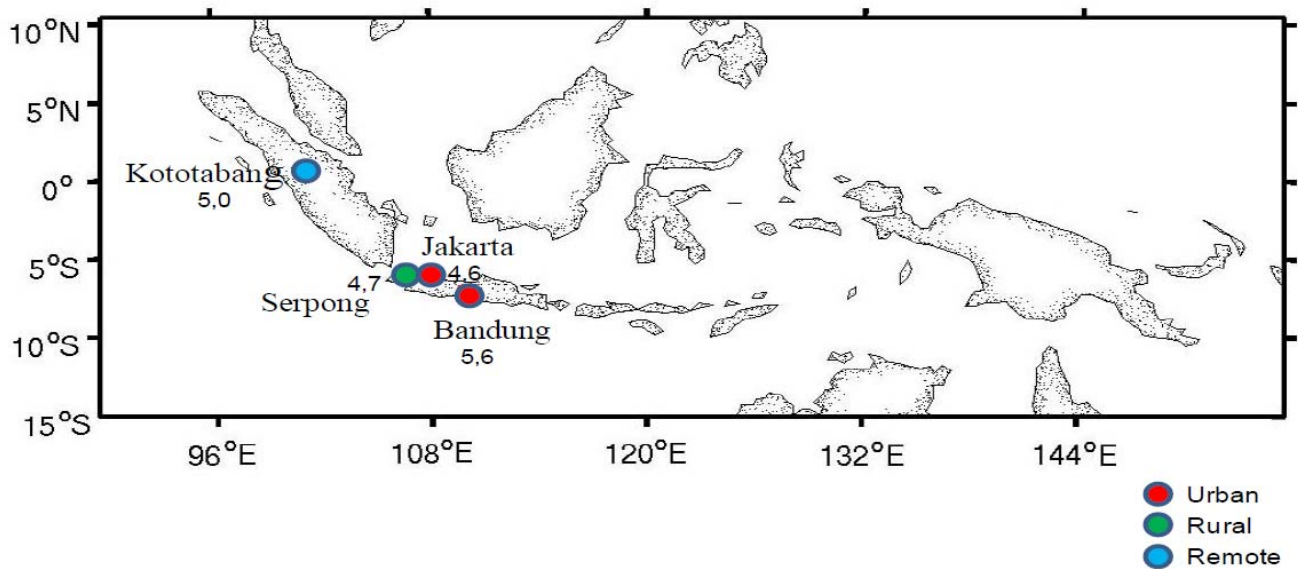 10°N
5°N
Kototabang
0°
5,0
Jakarta
5°S
4,7
4,6
Serpong
Bandung
10°S
5,6
15°S
96°E 108°E 120°E 132°E 144°E
Urban
Rural
Remote